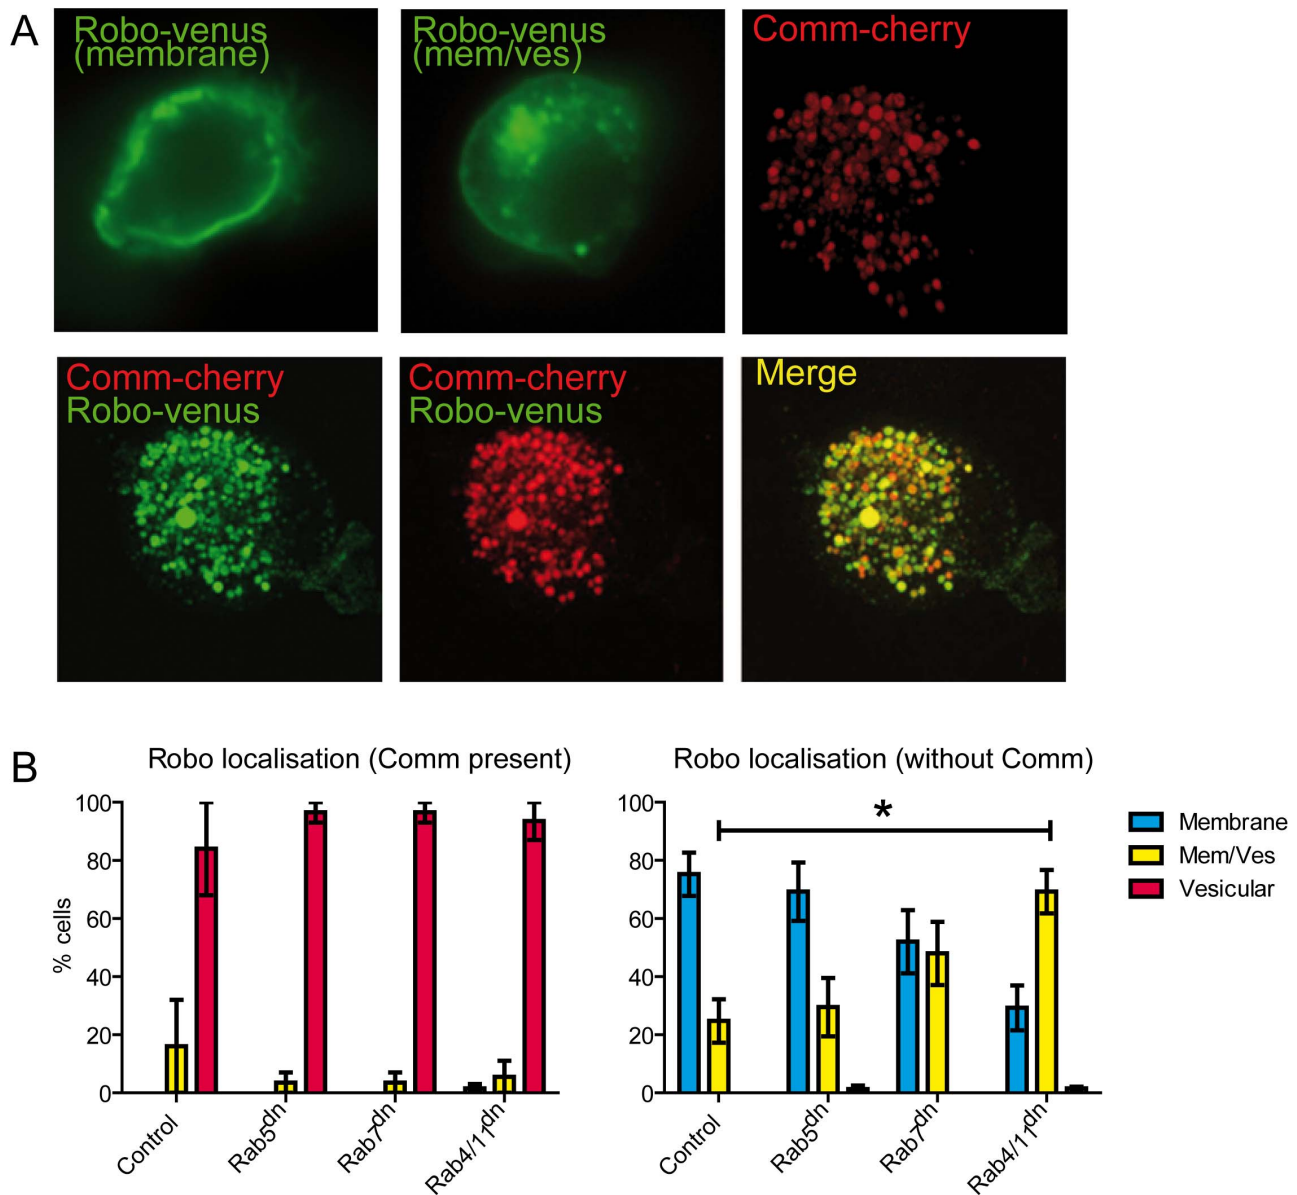 A
Robo-venus
(membrane)
Robo-venus
(mem/ves)
Comm-cherry
Comm-cherry
Robo-venus
Comm-cherry
Robo-venus
Merge
B
Robo localisation (Comm present)
Robo localisation (without Comm)
% cells
100
80
60
40
20
0
Control
Rab5dn
Rab7dn
Rab4/11dn
100
80
60
40
20
0
*
Control
Rab5dn
Rab7dn
Rab4/11dn
Membrane
Mem/Ves
Vesicular